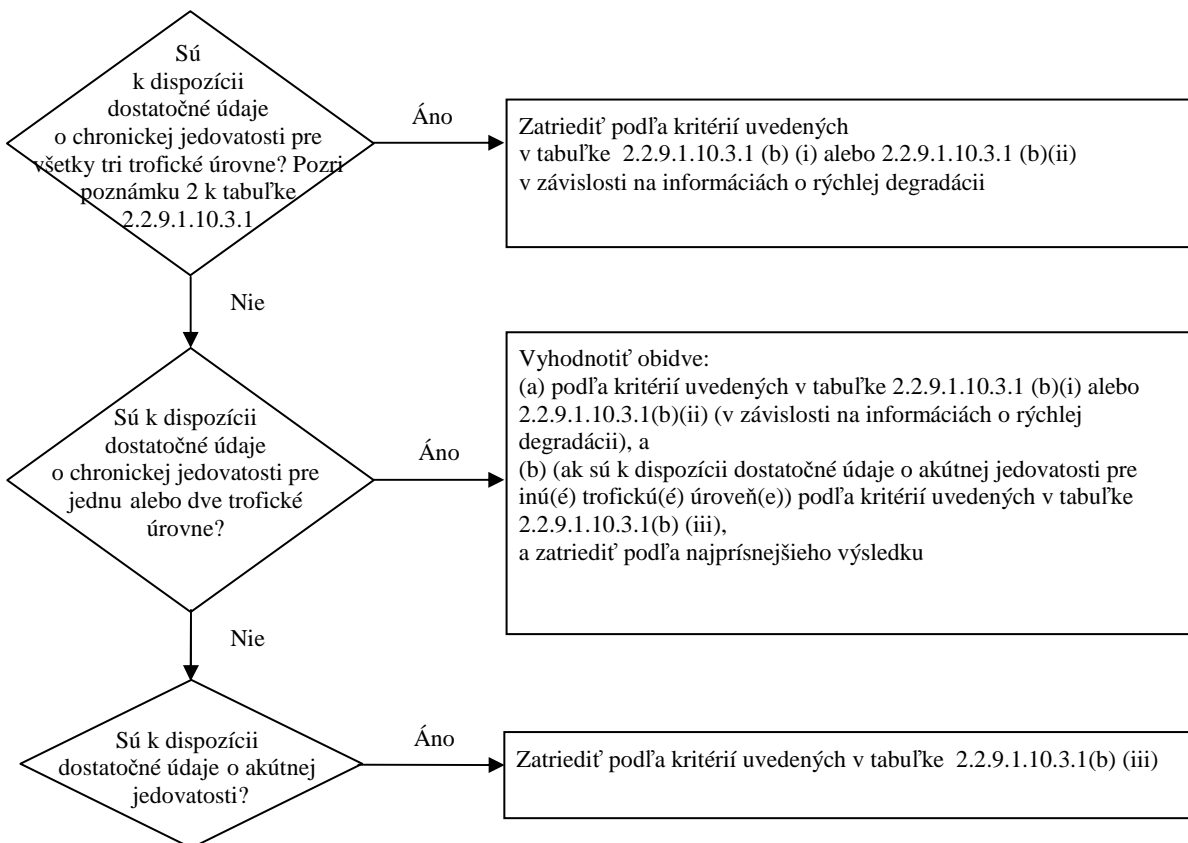 Sú
k dispozícii
dostatočné údaje
o chronickej jedovatosti pre
všetky tri trofické úrovne? Pozri
poznámku 2 k tabuľke
2.2.9.1.10.3.1
Áno
Zatriediť podľa kritérií uvedených
v tabuľke 2.2.9.1.10.3.1 (b) (i) alebo 2.2.9.1.10.3.1 (b)(ii)
v závislosti na informáciách o rýchlej degradácii
Nie
Sú k dispozícii
dostatočné údaje
o chronickej jedovatosti pre
jednu alebo dve trofické
úrovne?
Áno
Vyhodnotiť obidve:
(a) podľa kritérií uvedených v tabuľke 2.2.9.1.10.3.1 (b)(i) alebo
2.2.9.1.10.3.1(b)(ii) (v závislosti na informáciách o rýchlej
degradácii), a
(b) (ak sú k dispozícii dostatočné údaje o akútnej jedovatosti pre
inú(é) trofickú(é) úroveň(e)) podľa kritérií uvedených v tabuľke
2.2.9.1.10.3.1(b) (iii),
a zatriediť podľa najprísnejšieho výsledku
Nie
Sú k dispozícii
dostatočné údaje o akútnej
jedovatosti?
Áno
Zatriediť podľa kritérií uvedených v tabuľke 2.2.9.1.10.3.1(b) (iii)